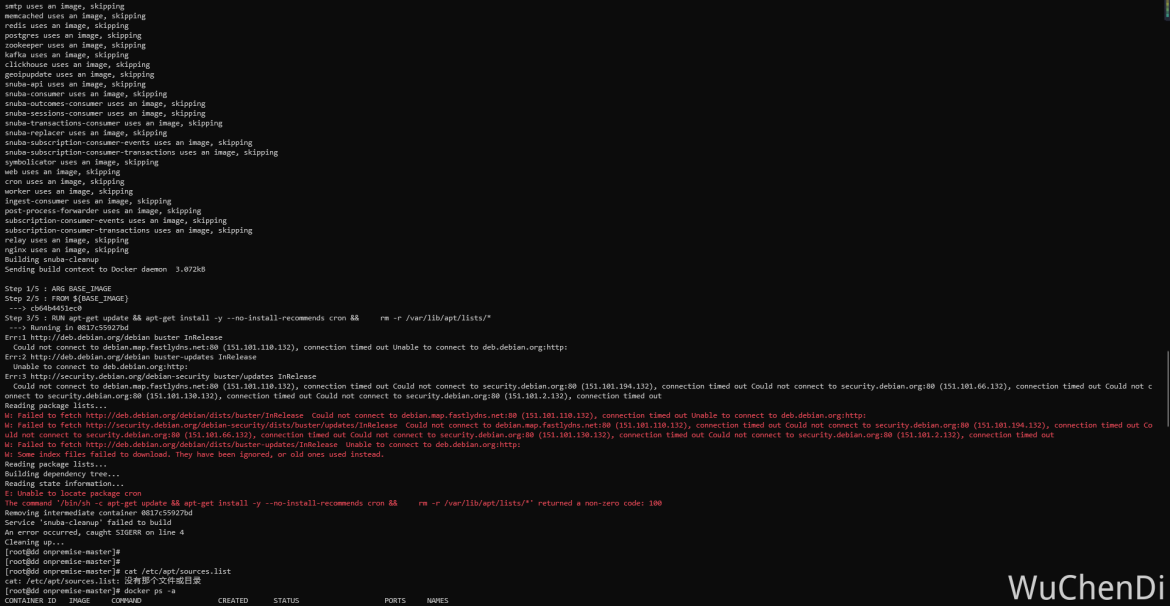 smtp uses an image, skipping
memcached uses an image, skipping
redis uses an image, skipping
postgres uses an image, skipping
zookeeper uses an image, skipping
kafka uses an image, skipping
clickhouse uses an image, skipping
geoipupdate uses an image, skipping
snuba-api uses an image, skipping
snuba-consumer uses an image, skipping
snuba-outcomes-consumer uses an image, skipping
snuba-sessions-consumer uses an image, skipping
snuba-transactions-consumer uses an image, skipping
snuba-replacer uses an image, skipping
snuba-subscription-consumer-events uses an image, skipping
snuba-subscription-consumer-transactions uses an image, skipping
symbolicator uses an image, skipping
web uses an image, skipping
cron uses an image, skipping
worker uses an image, skipping
ingest-consumer uses an image, skipping
post-process-forwarder uses an image, skipping
subscription-consumer-events uses an image, skipping
subscription-consumer-transactions uses an image, skipping
relay uses an image, skipping
nginx uses an image, skipping
Building snuba-cleanup
Sending build context to Docker daemon  3.072kB
Step 1/5 : ARG BASE_IMAGE
Step 2/5 : FROM ${BASE_IMAGE}
 ---> cb64b4451ec0
Step 3/5 : RUN apt-get update && apt-get install -y --no-install-recommends cron &&     rm -r /var/lib/apt/lists/*
 ---> Running in 0817c55927bd
Err:1 http://deb.debian.org/debian buster InRelease
  Could not connect to debian.map.fastlydns.net:80 (151.101.110.132), connection timed out Unable to connect to deb.debian.org:http:
Err:2 http://deb.debian.org/debian buster-updates InRelease
  Unable to connect to deb.debian.org:http:
Err:3 http://security.debian.org/debian-security buster/updates InRelease
  Could not connect to debian.map.fastlydns.net:80 (151.101.110.132), connection timed out Could not connect to security.debian.org:80 (151.101.194.132), connection timed out Could not connect to security.debian.org:80 (151.101.66.132), connection timed out Could not c
onnect to security.debian.org:80 (151.101.130.132), connection timed out Could not connect to security.debian.org:80 (151.101.2.132), connection timed out
Reading package lists...
W: Failed to fetch http://deb.debian.org/debian/dists/buster/InRelease  Could not connect to debian.map.fastlydns.net:80 (151.101.110.132), connection timed out Unable to connect to deb.debian.org:http:
W: Failed to fetch http://security.debian.org/debian-security/dists/buster/updates/InRelease  Could not connect to debian.map.fastlydns.net:80 (151.101.110.132), connection timed out Could not connect to security.debian.org:80 (151.101.194.132), connection timed out Co
uld not connect to security.debian.org:80 (151.101.66.132), connection timed out Could not connect to security.debian.org:80 (151.101.130.132), connection timed out Could not connect to security.debian.org:80 (151.101.2.132), connection timed out
W: Failed to fetch http://deb.debian.org/debian/dists/buster-updates/InRelease  Unable to connect to deb.debian.org:http:
W: Some index files failed to download. They have been ignored, or old ones used instead.
Reading package lists...
Building dependency tree...
Reading state information...
E: Unable to locate package cron
The command '/bin/sh -c apt-get update && apt-get install -y --no-install-recommends cron &&     rm -r /var/lib/apt/lists/*' returned a non-zero code: 100
Removing intermediate container 0817c55927bd
Service 'snuba-cleanup' failed to build
An error occurred, caught SIGERR on line 4
Cleaning up...
[root@dd onpremise-master]#
[root@dd onpremise-master]#
[root@dd onpremise-master]# cat /etc/apt/sources.list
cat: /etc/apt/sources.list: 没有那个文件或目录
[root@dd onpremise-master]# docker ps -a
CONTAINER ID   IMAGE     COMMAND                  CREATED      STATUS                    PORTS     NAMES
WuChenDi